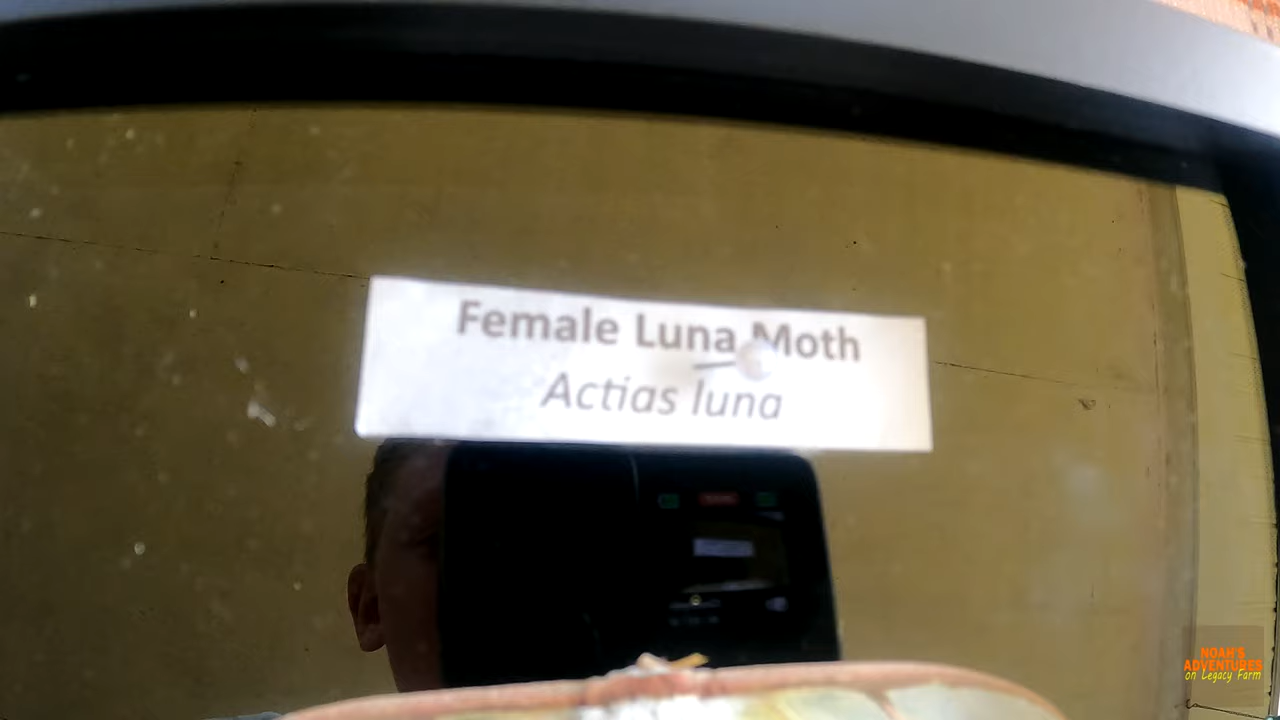 Female Luna Moth
Actias luna
NOAH'S
ADVENTURES
on Legacy Farm